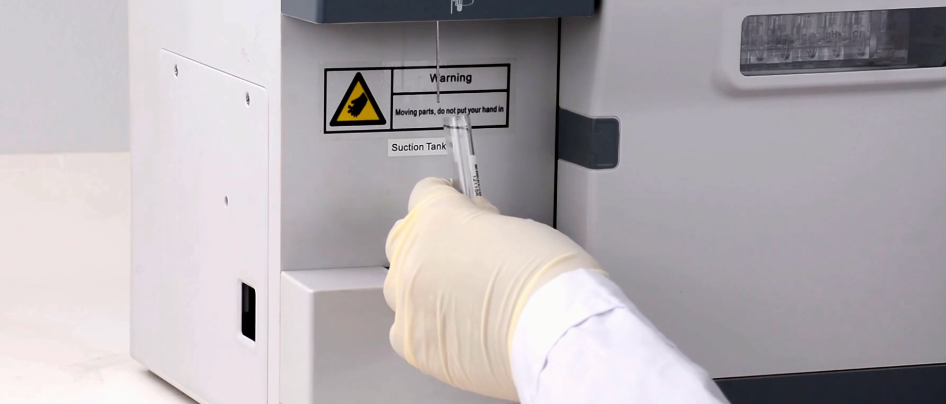 Warning
Moving parts, do not put your hand in
Suction Tank